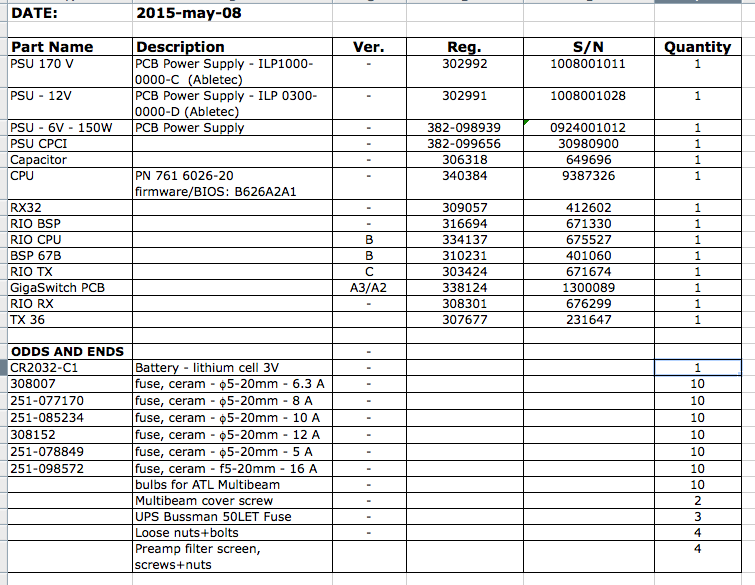 DATE: 2015-may-08
Part Name Description Ver. Reg. S/N Quantity
PSU 170 V PCB Power Supply - ILP1000- - 302992 1008001011 1
0000-C (Abletec)
PSU - 12V PCB Power Supply - ILP 0300- - 302991 1008001028 1
0000-D (Abletec)
PSU - 6V - 150W PCB Power Supply - 382-098939 0924001012 1
PSU CPCI - 382-099656 30980900 1
Capacitor - 306318 649696 1
CPU PN 761 6026-20 - 340384 9387326 1
firmware/BIOS: B626A2A1
RX32 - 309057 412602 1
RIO BSP - 316694 671330 1
RIO CPU B 334137 675527 1
BSP 67B B 310231 401060 1
RIO TX C 303424 671674 1
GigaSwitch PCB A3/A2 338124 1300089 1
RIO RX - 308301 676299 1
TX 36 307677 231647 1
ODDS AND ENDS -
CR2032-C1 Battery - lithium cell 3V - 1
308007 fuse, ceram - ϕ5-20mm - 6.3 A - 10
251-077170 fuse, ceram - ϕ5-20mm - 8 A - 10
251-085234 fuse, ceram - ϕ5-20mm - 10 A - 10
308152 fuse, ceram - ϕ5-20mm - 12 A - 10
251-078849 fuse, ceram - ϕ5-20mm - 5 A - 10
251-098572 fuse, ceram - f5-20mm - 16 A - 10
bulbs for ATL Multibeam - 10
Multibeam cover screw - 2
UPS Bussman 50LET Fuse - 3
Loose nuts+bolts - 4
Preamp filter screen, 4
screws+nuts